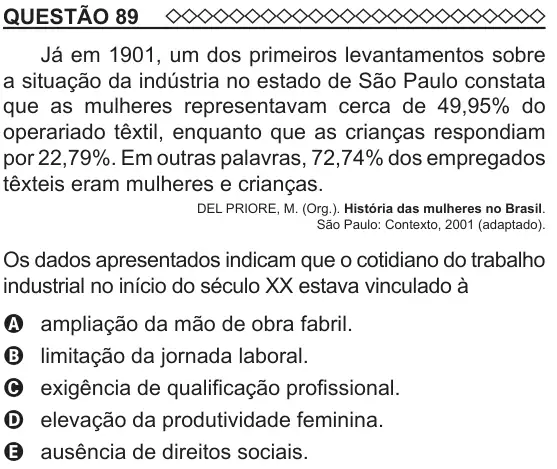 QUESTÃO 89
Já em 1901, um dos primeiros levantamentos sobre
a situação da indústria no estado de São Paulo constata
que as mulheres representavam cerca de 49,95% do
operariado têxtil, enquanto que as crianças respondiam
por 22,79%. Em outras palavras, 72,74% dos empregados
têxteis eram mulheres e crianças.
DEL PRIORE, M. (Org.). História das mulheres no Brasil.
São Paulo: Contexto, 2001 (adaptado).
Os dados apresentados indicam que o cotidiano do trabalho
industrial no início do século XX estava vinculado à
A ampliação da mão de obra fabril.
B limitação da jornada laboral.
C exigência de qualificação profissional.
D elevação da produtividade feminina.
E ausência de direitos sociais.